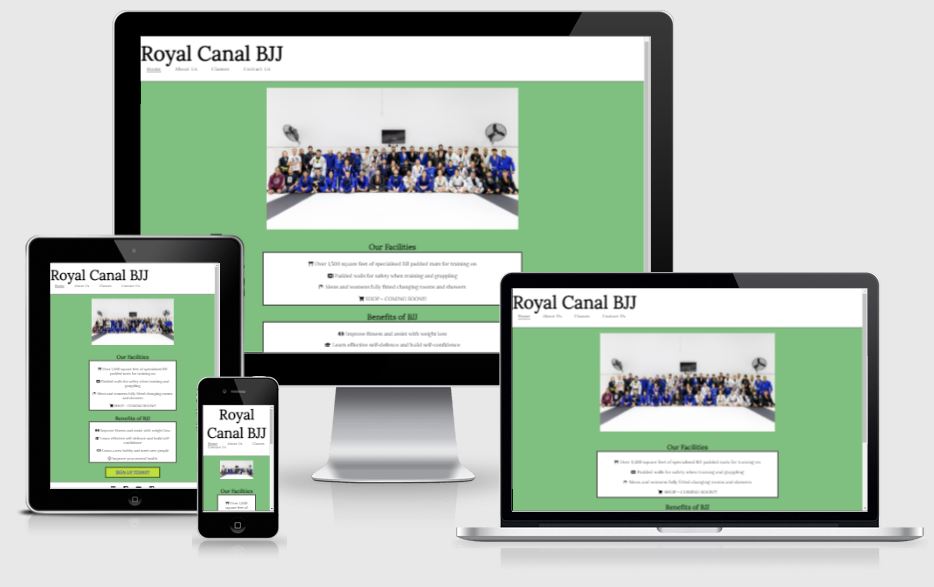 Royal Canal BJJ
Home About Us Classes Contact Us
Our Facilities
Over 1,500 square feet of specialised BJJ padded mats for training on
Padded walls for safety when training and grappling
Mens and womens fully fitted changing rooms and showers
SHOP - COMING SOON!!!
Benefits of BJJ
Improve fitness and assist with weight loss
Learn effective self-defence and build self-confidence
Royal Canal BJJ
Home About Us Classes Contact Us
Our Facilities
Over 1,500 square feet of specialised BJJ
padded mats for training on
Padded walls for safety when training and
grappling
Mens and womens fully fitted changing rooms
and showers
SHOP - COMING SOON!!!
Benefits of BJJ
Improve fitness and assist with weight loss
Learn effective self-defence and build self-
confidence
Learn a new hobby and meet new people
Improve your mental health
SIGN UP TODAY!
Royal
Canal BJJ
Home About Us Classes
Contact Us
Our Facilities
Over 1,500
square feet of
Royal Canal BJJ
Home About Us Classes Contact Us
Our Facilities
Over 1,500 square feet of specialised BJJ padded mats for training on
Padded walls for safety when training and grappling
Mens and womens fully fitted changing rooms and showers
SHOP - COMING SOON!!!
Benefits of BJJ